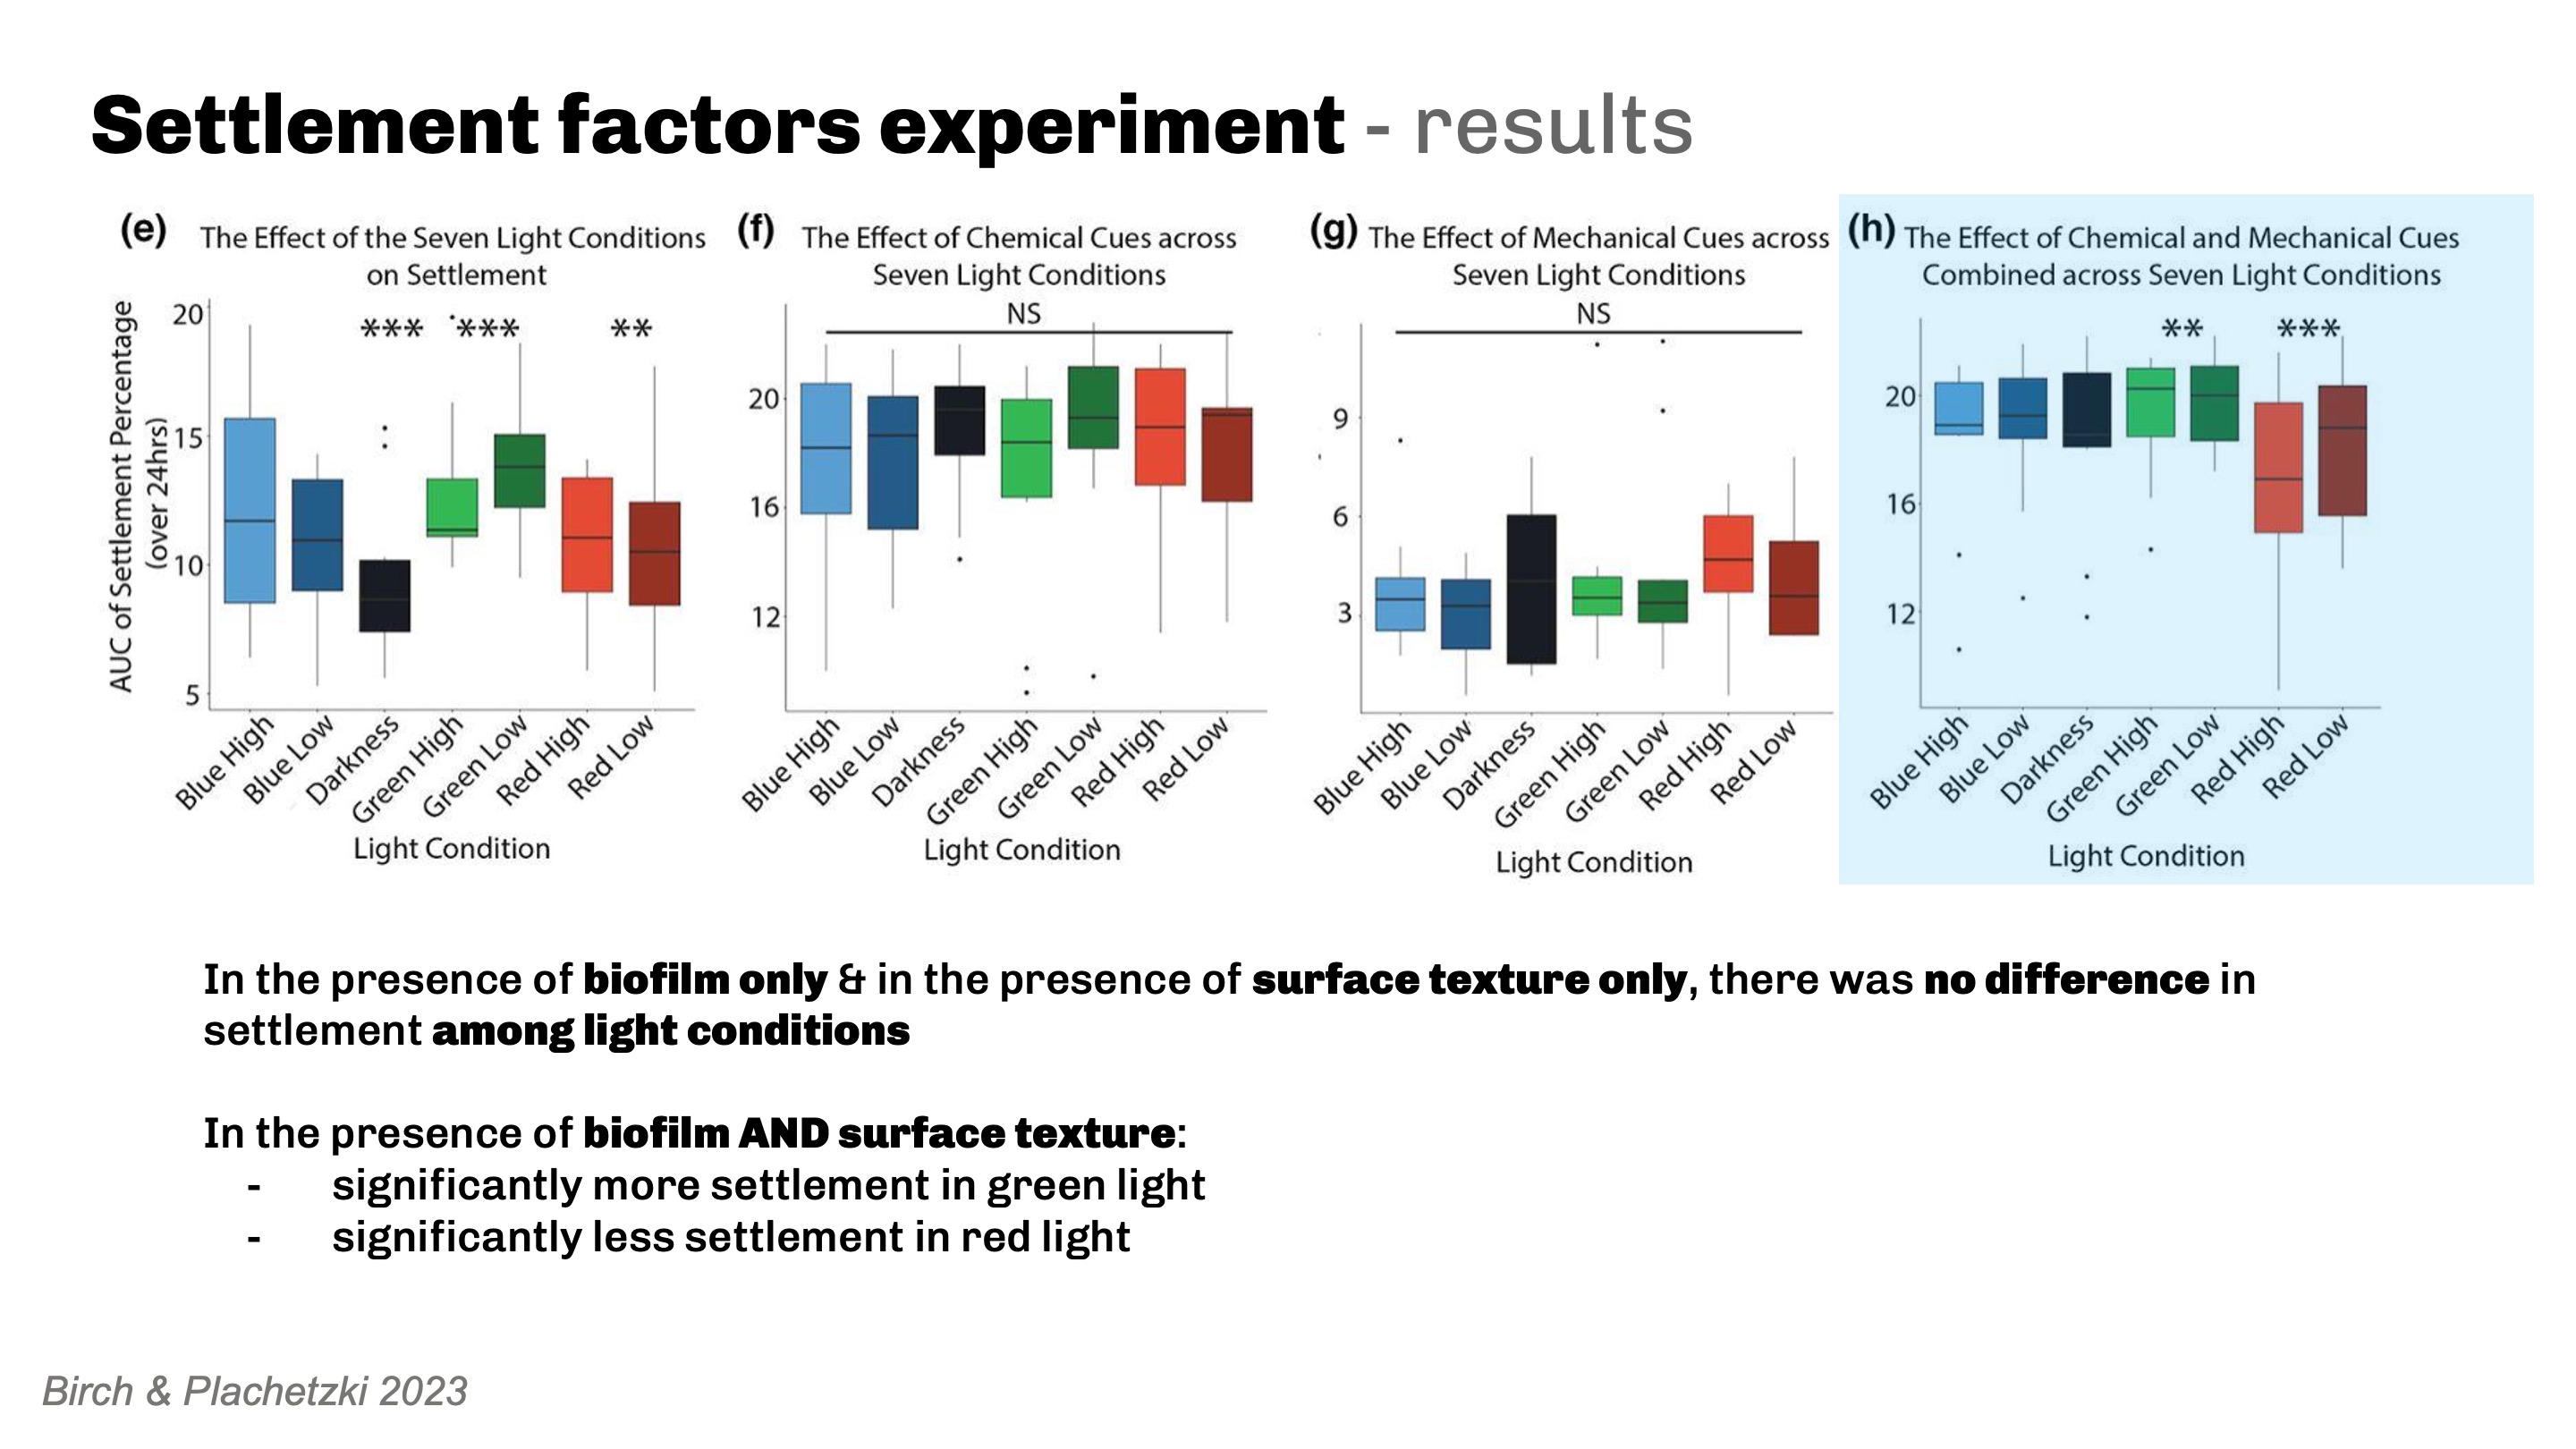 Settlement factors experiment - results
(e) The Effect of the Seven Light Conditions
on Settlement
AUC of Settlement Percentage
(over 24hrs)
20
15
10
5
*** *** **
Blue High
Blue Low
Darkness
Green High
Green Low
Red High
Red Low
Light Condition
(f) The Effect of Chemical Cues across
Seven Light Conditions
NS
20
16
12
Blue High
Blue Low
Darkness
Green High
Green Low
Red High
Red Low
Light Condition
(g) The Effect of Mechanical Cues across
Seven Light Conditions
NS
9
6
3
Blue High
Blue Low
Darkness
Green High
Green Low
Red High
Red Low
Light Condition
(h) The Effect of Chemical and Mechanical Cues
Combined across Seven Light Conditions
** ***
20
16
12
Blue High
Blue Low
Darkness
Green High
Green Low
Red High
Red Low
Light Condition
In the presence of biofilm only & in the presence of surface texture only, there was no difference in
settlement among light conditions
In the presence of biofilm AND surface texture:
- significantly more settlement in green light
- significantly less settlement in red light
Birch & Plachetzki 2023